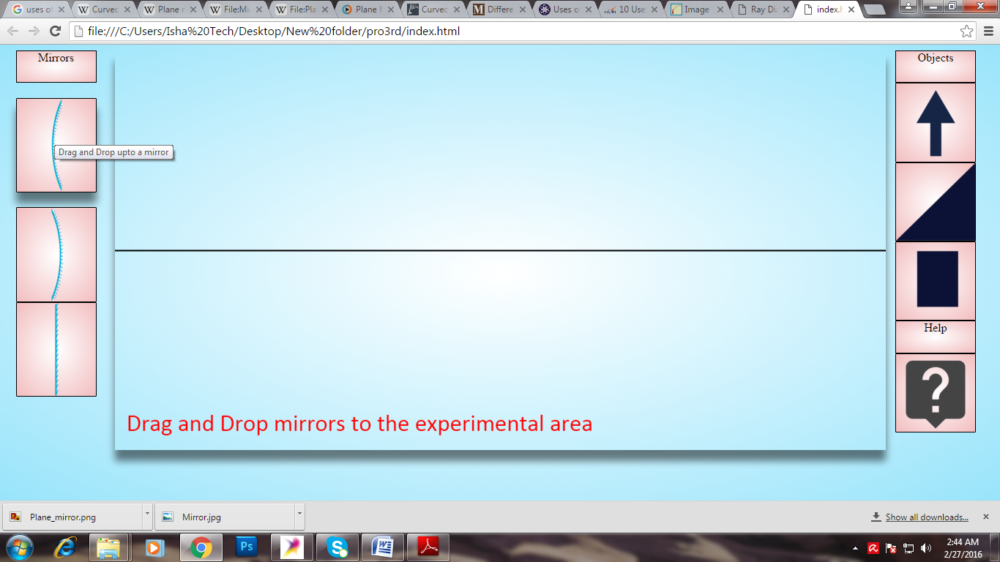 uses of
Curved
Plane r
File:Mi
File:Pla
Plane M
Curved
Differe
Uses o
10 Use
Image
Ray Di
index.h
file:///C:/Users/Isha%20Tech/Desktop/New%20folder/pro3rd/index.html
Mirrors
Objects
Drag and Drop upto a mirror
Help
Drag and Drop mirrors to the experimental area
Plane_mirror.png
Mirror.jpg
Show all downloads...
Ps
2:44 AM
2/27/2016